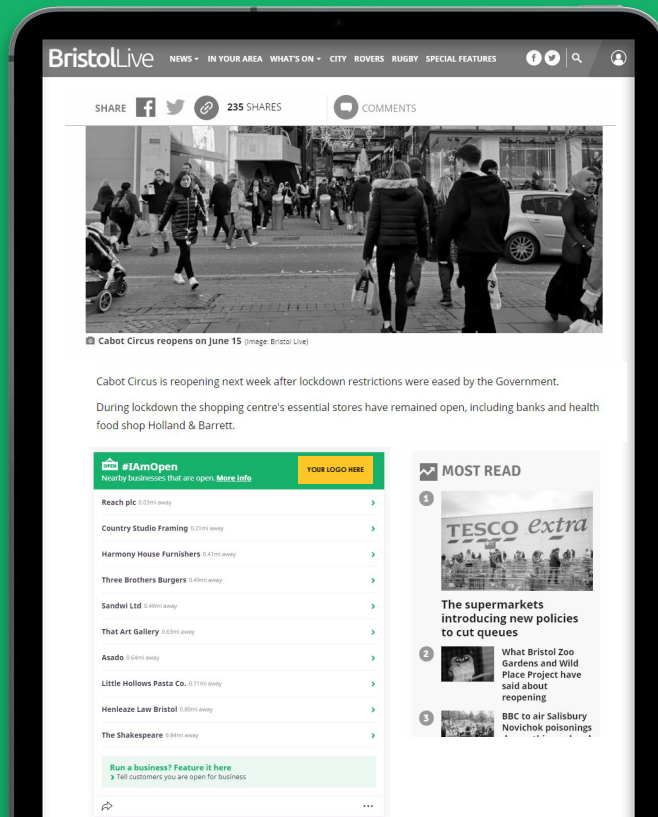 BristolLive NEWS IN YOUR AREA WHAT'S ON CITY ROVERS RUGBY SPECIAL FEATURES
SHARE 235 SHARES COMMENTS
Cabot Circus reopens on June 15 (Image: Bristol Live)
Cabot Circus is reopening next week after lockdown restrictions were eased by the Government.
During lockdown the shopping centre's essential stores have remained open, including banks and health
food shop Holland & Barrett.
OPEN #IAmOpen
Nearby businesses that are open. More info
YOUR LOGO HERE
Reach plc 0.03mi away
Country Studio Framing 0.21mi away
Harmony House Furnishers 0.41mi away
Three Brothers Burgers 0.49mi away
Sandwi Ltd 0.49mi away
That Art Gallery 0.63mi away
Asado 0.64mi away
Little Hollows Pasta Co. 0.71mi away
Henleaze Law Bristol 0.80mi away
The Shakespeare 0.84mi away
Run a business? Feature it here
Tell customers you are open for business
MOST READ
1
TESCO extra
The supermarkets
introducing new policies
to cut queues
2
What Bristol Zoo
Gardens and Wild
Place Project have
said about
reopening
3
BBC to air Salisbury
Novichok poisonings